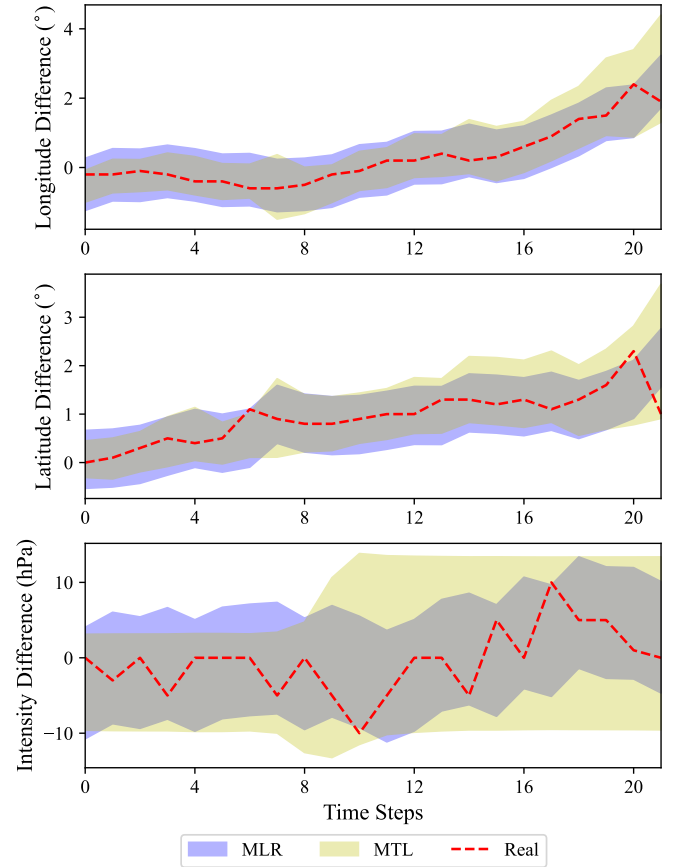 4
2
0
Longitude Difference (°)
0 4 8 12 16 20
3
2
1
0
Latitude Difference (°)
0 4 8 12 16 20
10
0
−10
Intensity Difference (hPa)
0 4 8 12 16 20
Time Steps
MLR MTL Real